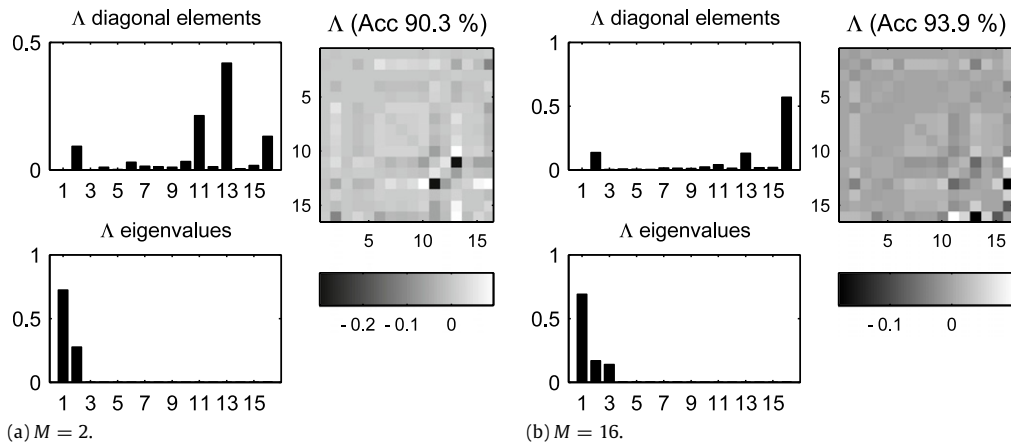 Λ diagonal elements
0.5
0
1 3 5 7 9 11 13 15
Λ (Acc 90.3 %)
5
10
15
5 10 15
Λ eigenvalues
1
0.5
0
1 3 5 7 9 11 13 15
-0.2 -0.1 0
(a) M = 2.
Λ diagonal elements
1
0.5
0
1 3 5 7 9 11 13 15
Λ (Acc 93.9 %)
5
10
15
5 10 15
Λ eigenvalues
1
0.5
0
1 3 5 7 9 11 13 15
-0.1 0
(b) M = 16.